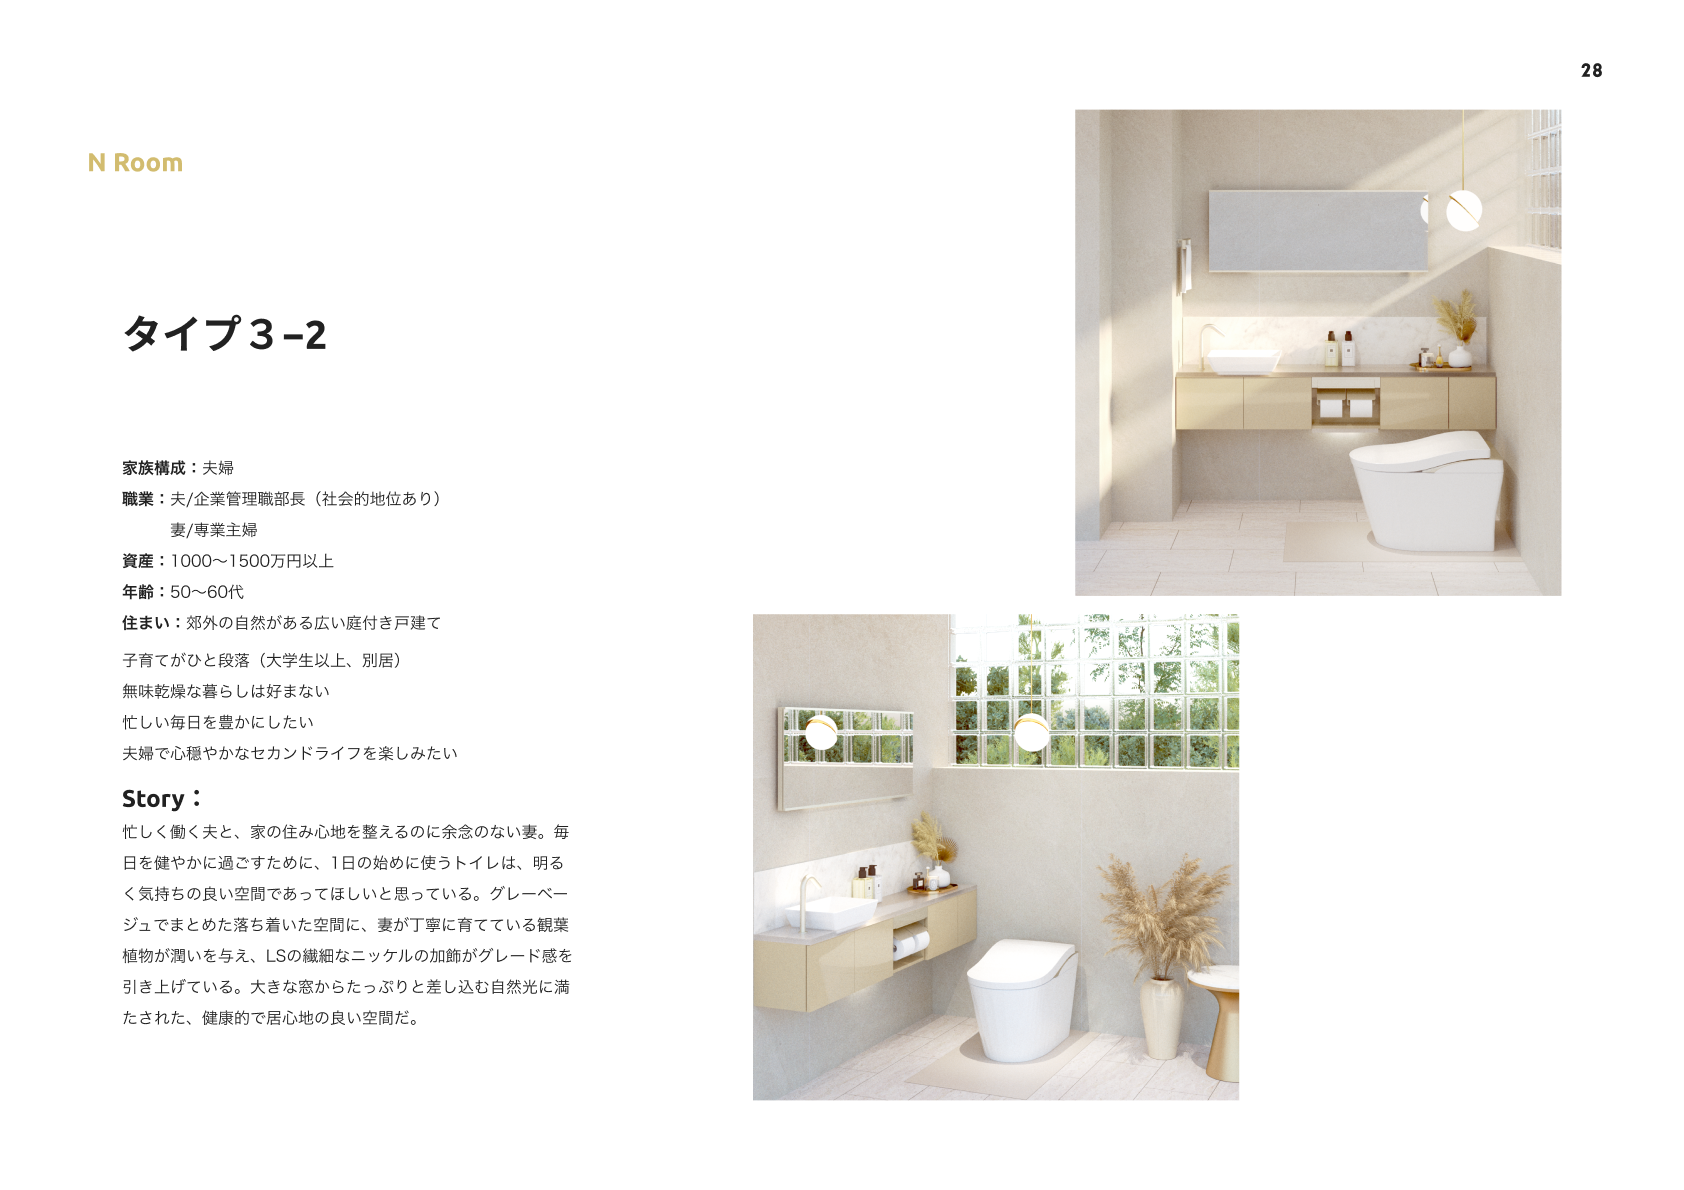 28
N Room
タイプ３–2
家族構成：夫婦
職業：夫/企業管理職部長（社会的地位あり）
妻/専業主婦
資産：1000〜1500万円以上
年齢：50〜60代
住まい：郊外の自然がある広い庭付き戸建て
子育てがひと段落（大学生以上、別居）
無味乾燥な暮らしは好まない
忙しい毎日を豊かにしたい
夫婦で心穏やかなセカンドライフを楽しみたい
Story：
忙しく働く夫と、家の住み心地を整えるのに余念のない妻。毎
日を健やかに過ごすために、1日の始めに使うトイレは、明る
く気持ちの良い空間であってほしいと思っている。グレーベー
ジュでまとめた落ち着いた空間に、妻が丁寧に育てている観葉
植物が潤いを与え、LSの繊細なニッケルの加飾がグレード感を
引き上げている。大きな窓からたっぷりと差し込む自然光に満
たされた、健康的で居心地の良い空間だ。